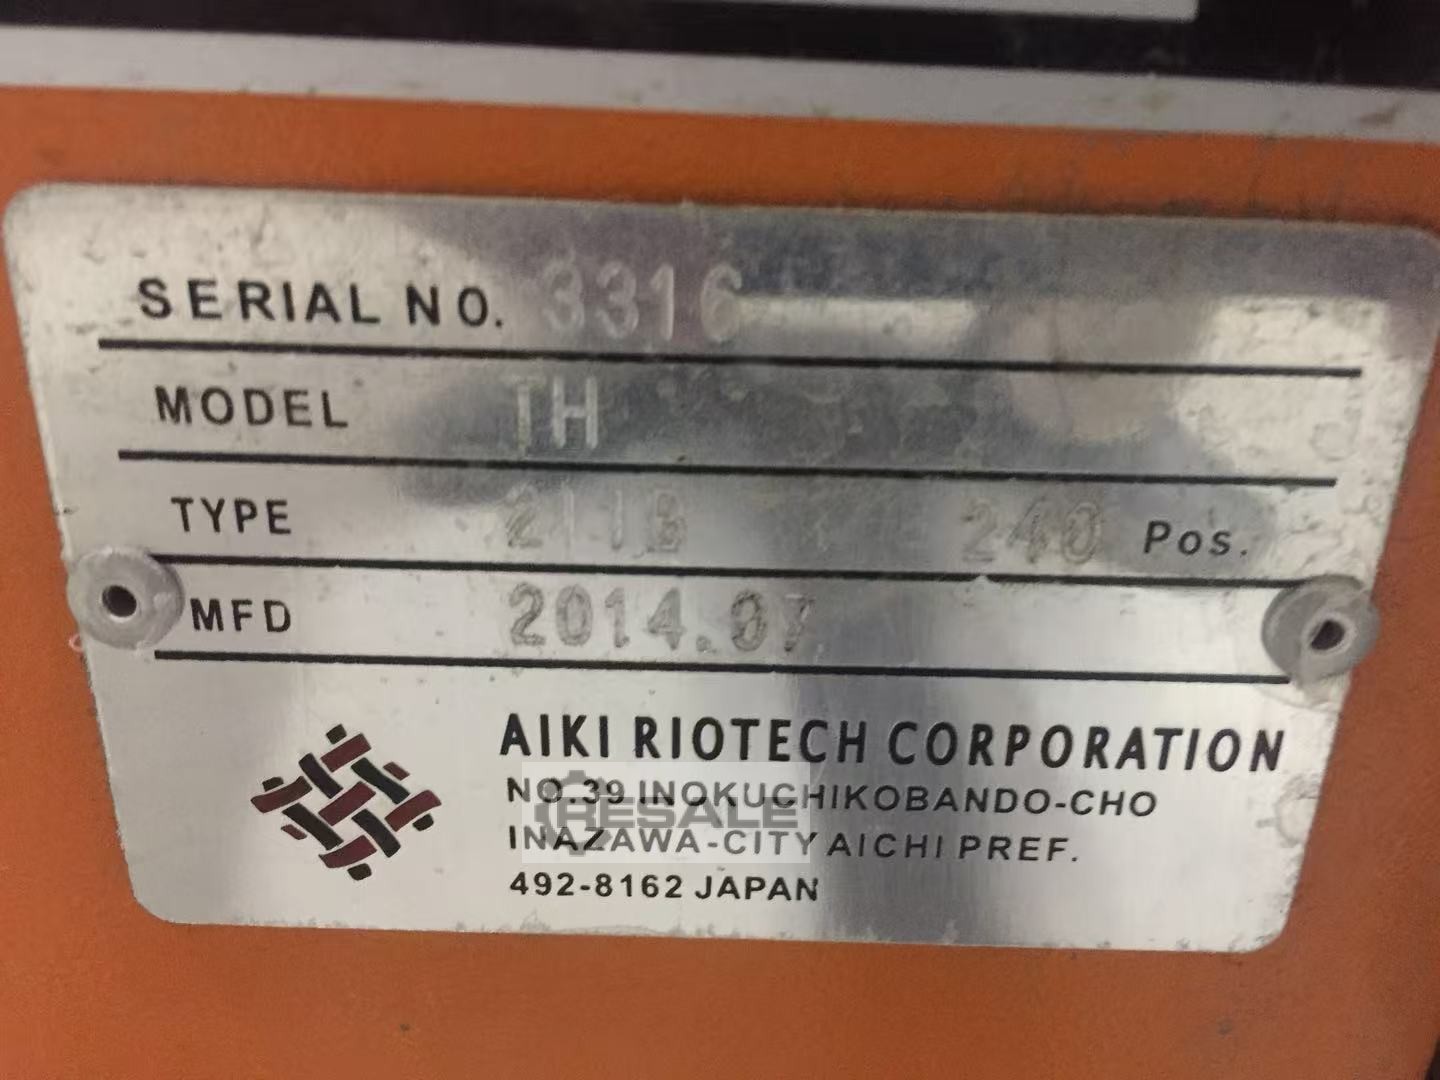 SERIAL NO. 3316
MODEL TH
TYPE 211B 240 Pos.
MFD 2014.07
AIKI RIOTECH CORPORATION
NO.39 INOKUCHIKOBANDO-CHO
RESALE
INAZAWA-CITY AICHI PREF.
492-8162 JAPAN